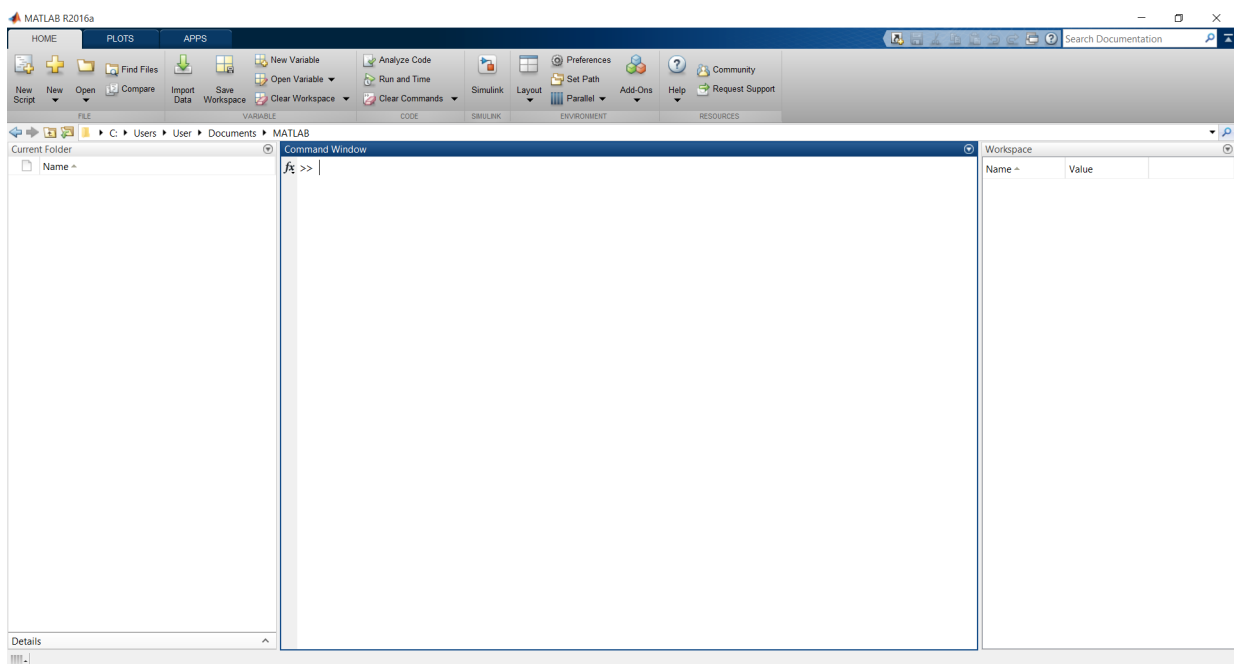 MATLAB R2016a
HOME PLOTS APPS
Search Documentation
New Script
New
Open
Find Files
Compare
Import Data
Save Workspace
New Variable
Open Variable
Clear Workspace
Analyze Code
Run and Time
Clear Commands
Simulink
Layout
Preferences
Set Path
Parallel
Add-Ons
Help
Community
Request Support
FILE VARIABLE CODE SIMULINK ENVIRONMENT RESOURCES
C: Users User Documents MATLAB
Current Folder
Name
Command Window
fx >>
Workspace
Name Value
Details